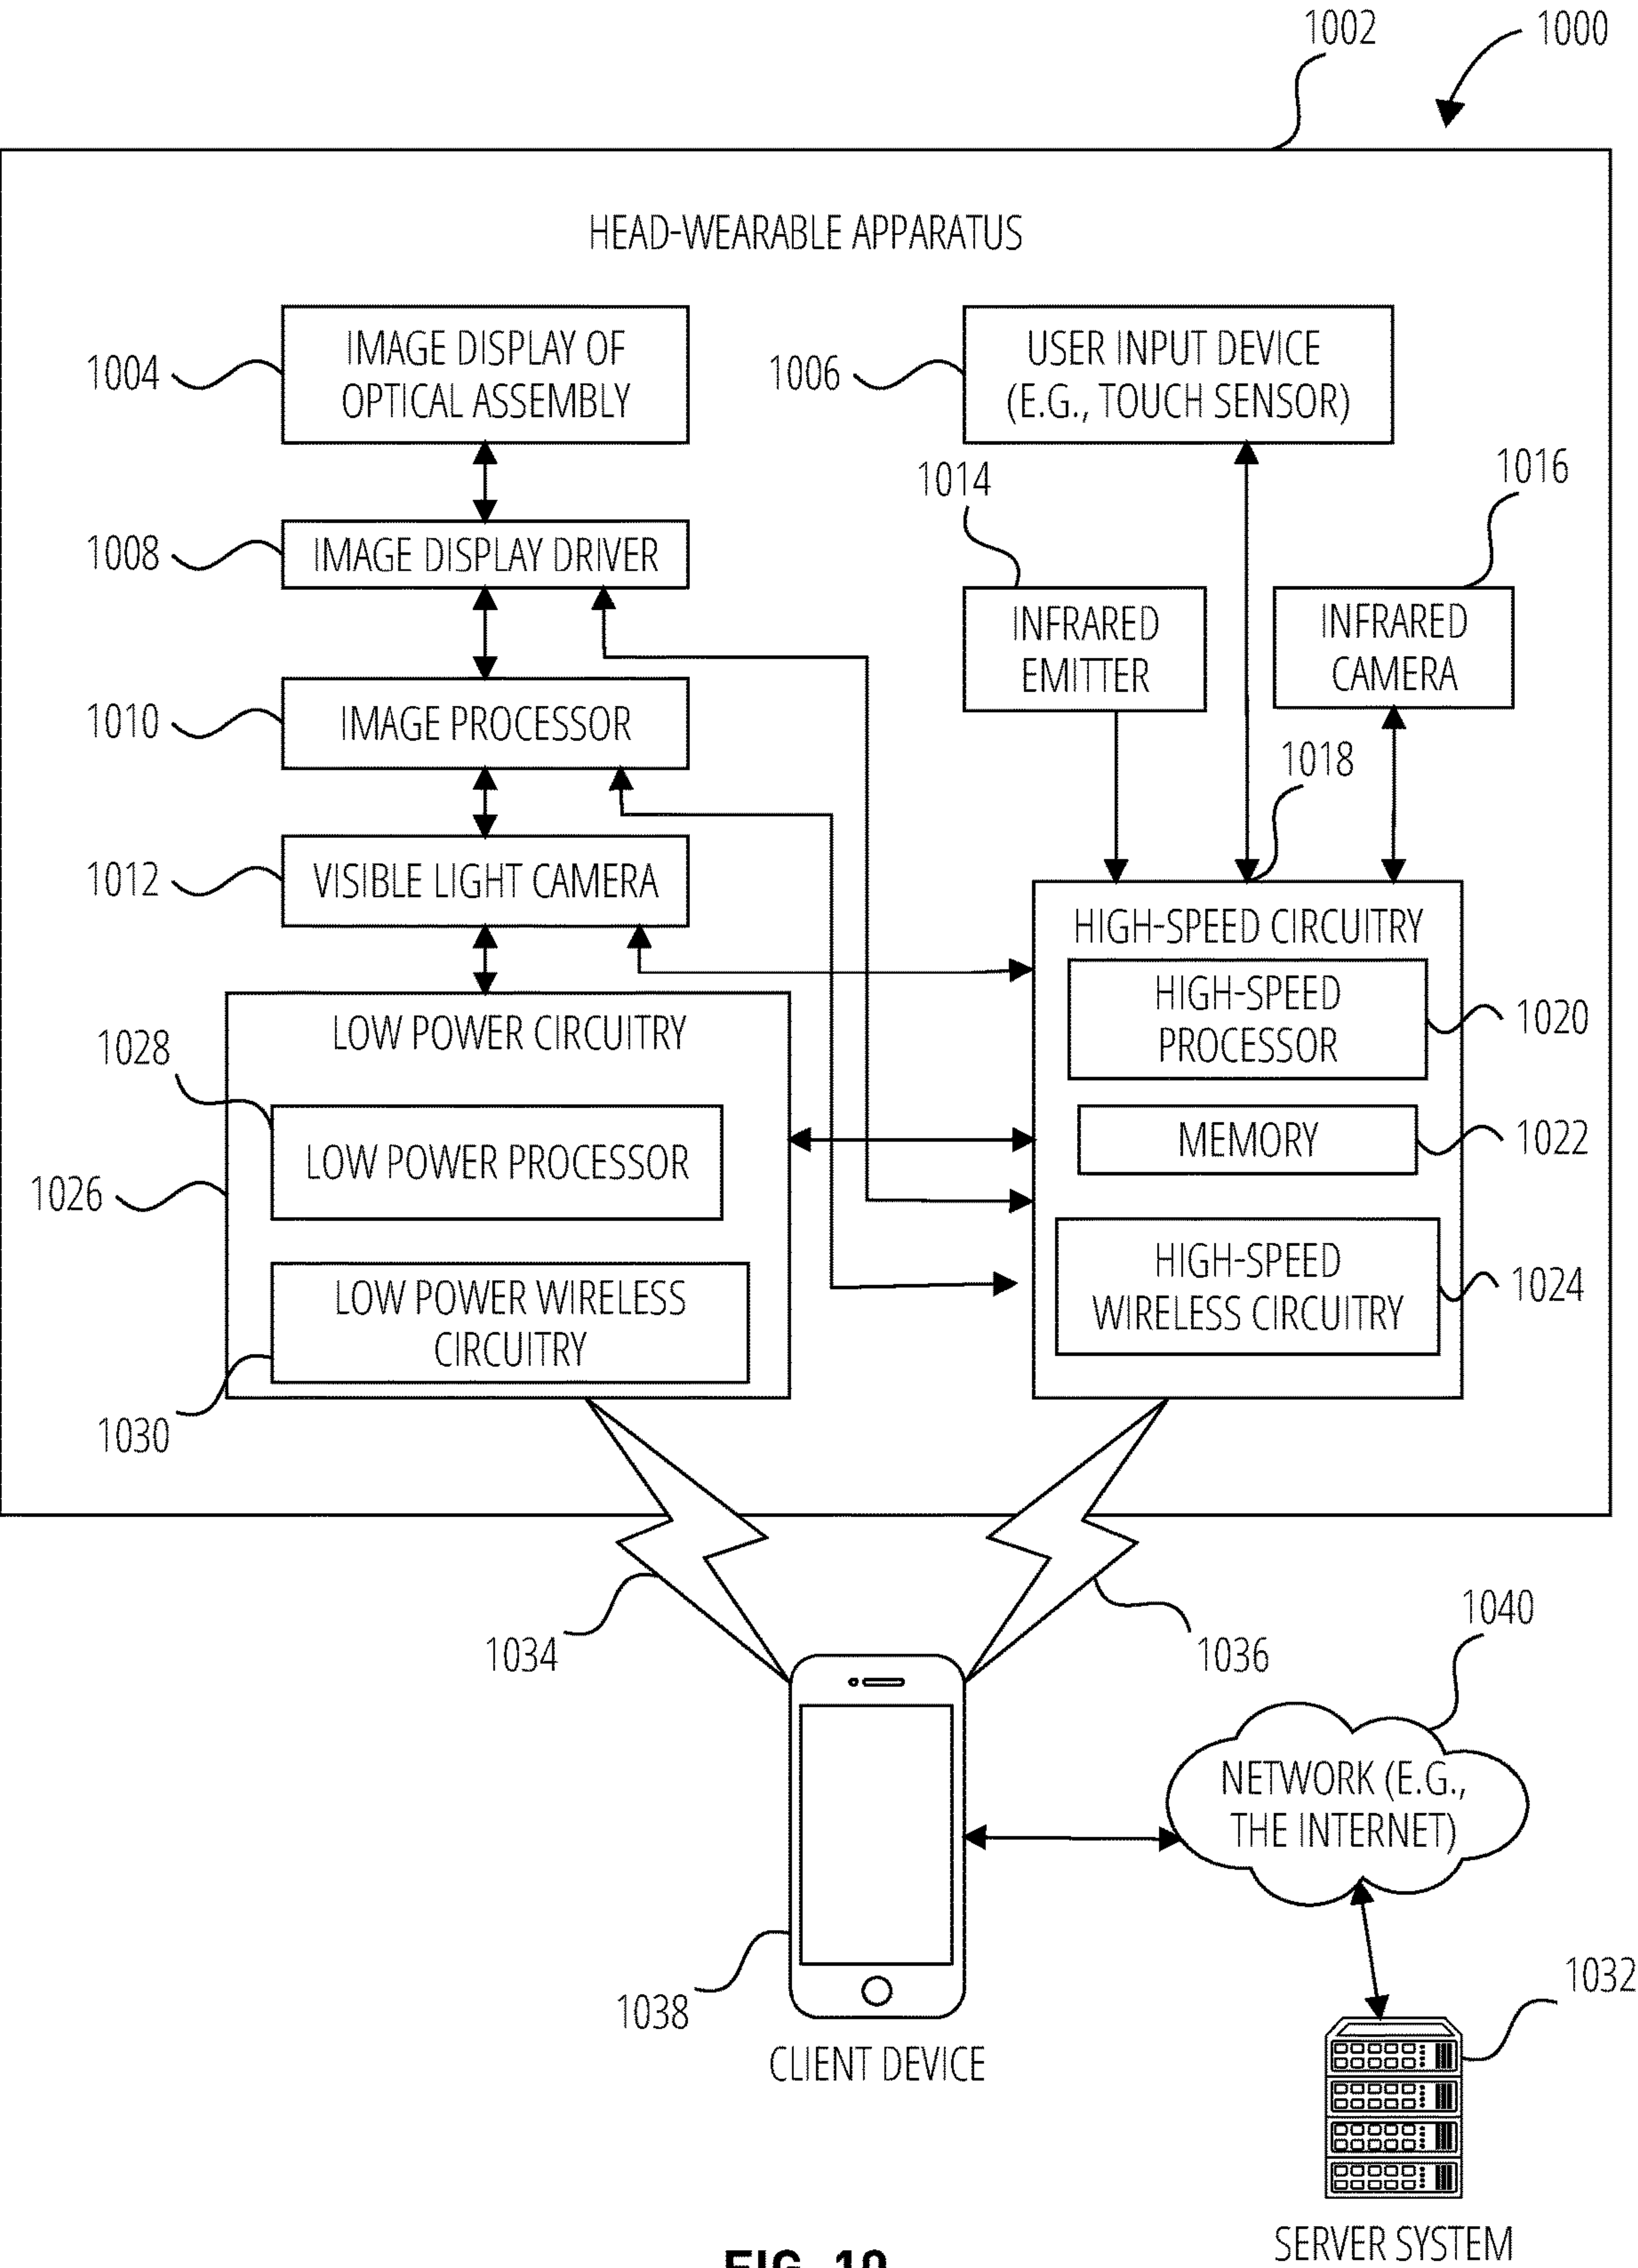 1002
1000
HEAD-WEARABLE APPARATUS
1004
IMAGE DISPLAY OF
OPTICAL ASSEMBLY
1006
USER INPUT DEVICE
(E.G., TOUCH SENSOR)
1008
IMAGE DISPLAY DRIVER
1014
INFRARED
EMITTER
1016
INFRARED
CAMERA
1010
IMAGE PROCESSOR
1018
1012
VISIBLE LIGHT CAMERA
HIGH-SPEED CIRCUITRY
HIGH-SPEED
PROCESSOR
1020
LOW POWER CIRCUITRY
1028
LOW POWER PROCESSOR
MEMORY
1022
1026
LOW POWER WIRELESS
CIRCUITRY
HIGH-SPEED
WIRELESS CIRCUITRY
1024
1030
1034
1036
1040
NETWORK (E.G.,
THE INTERNET)
1038
CLIENT DEVICE
1032
SERVER SYSTEM
FIG. 10